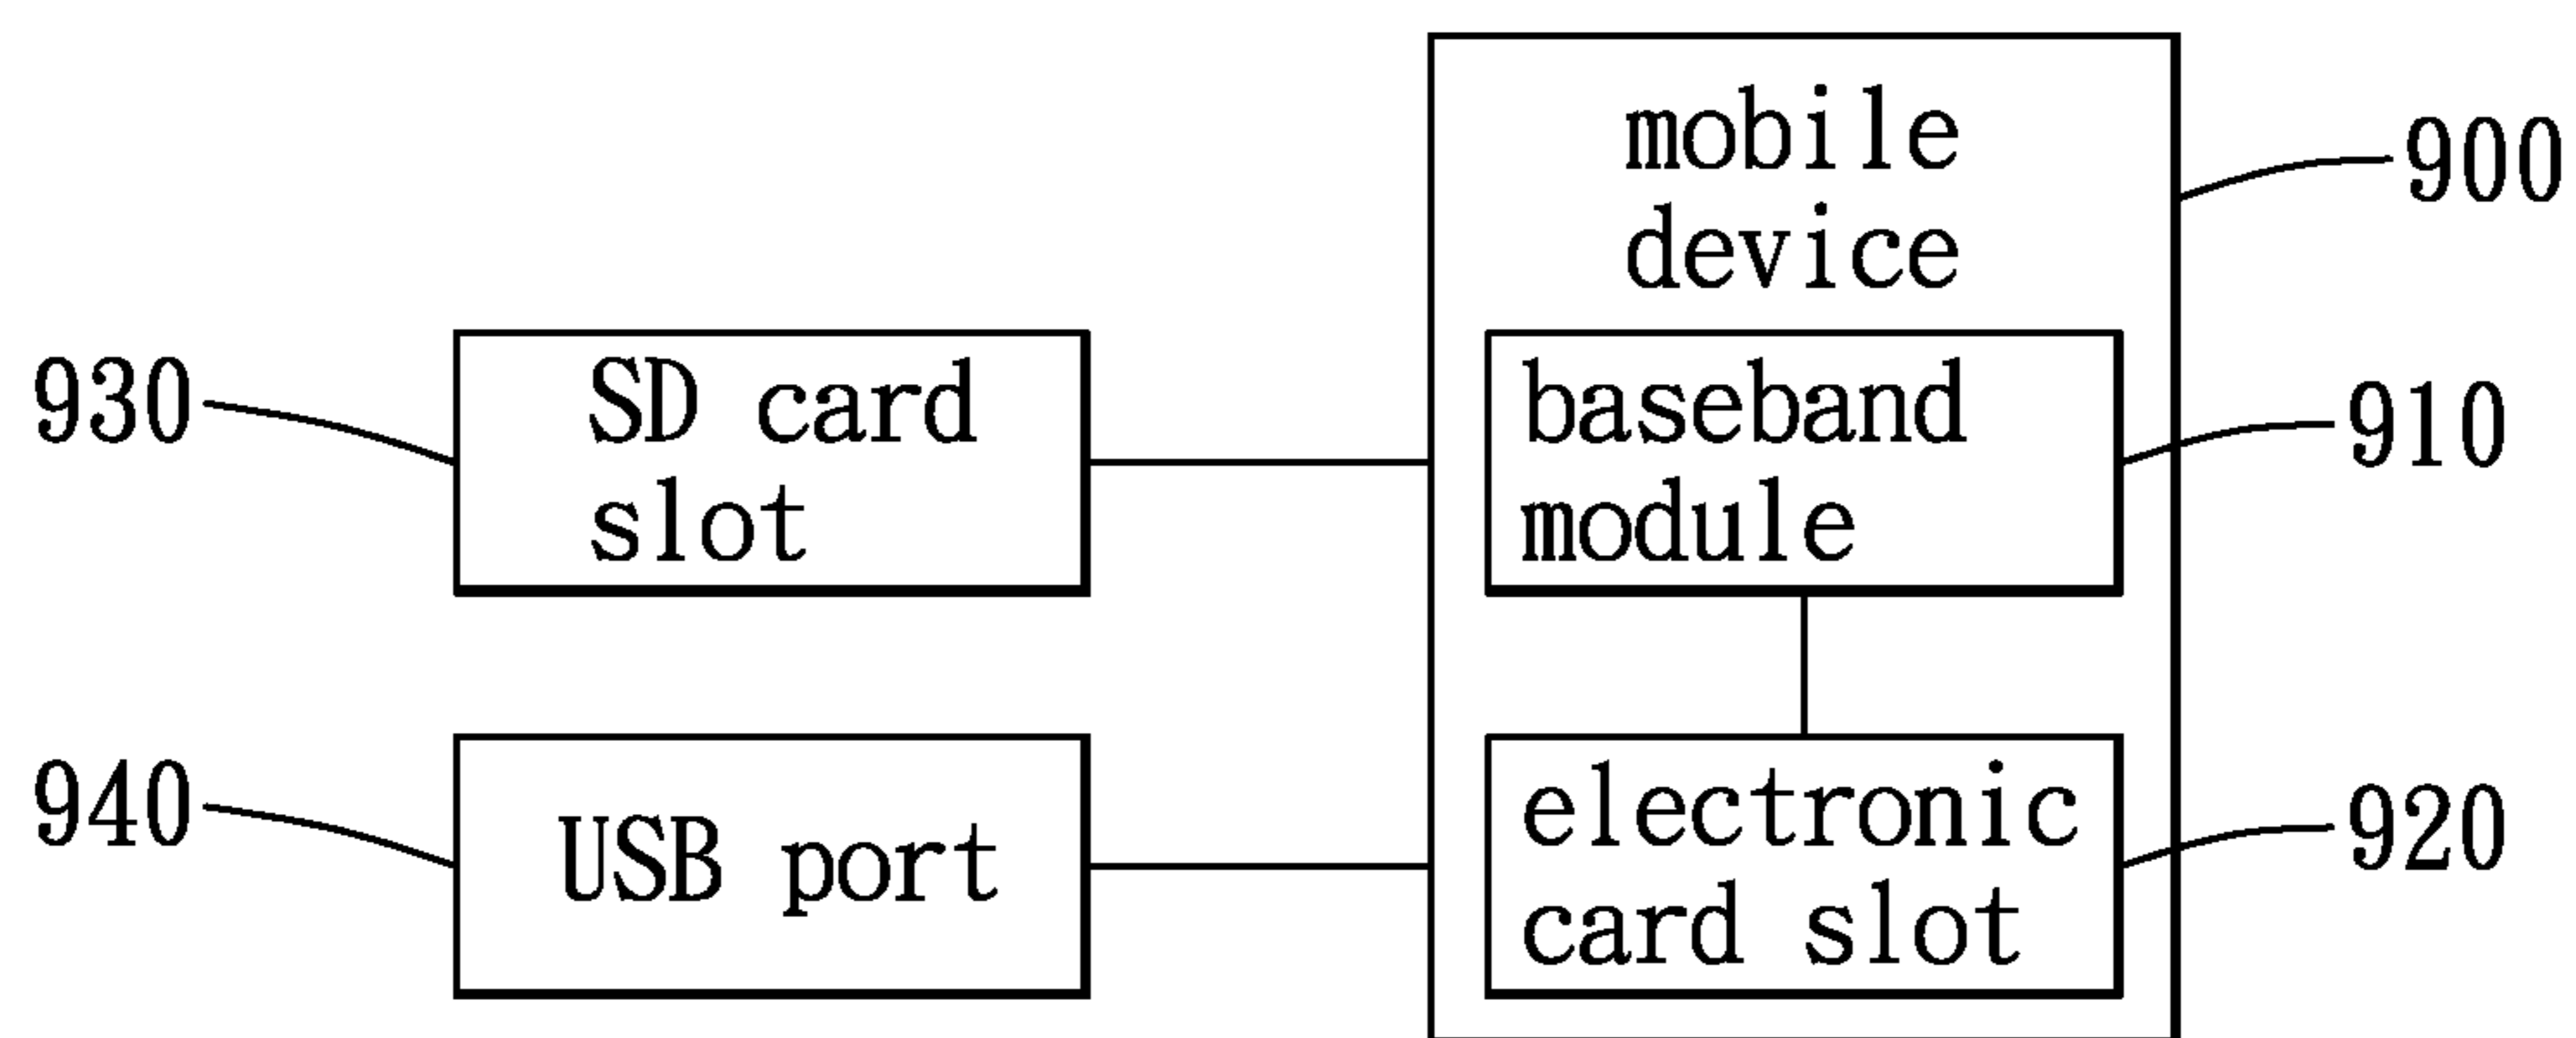 mobile
device
900
930
SD card
slot
baseband
module
910
940
USB port
electronic
card slot
920